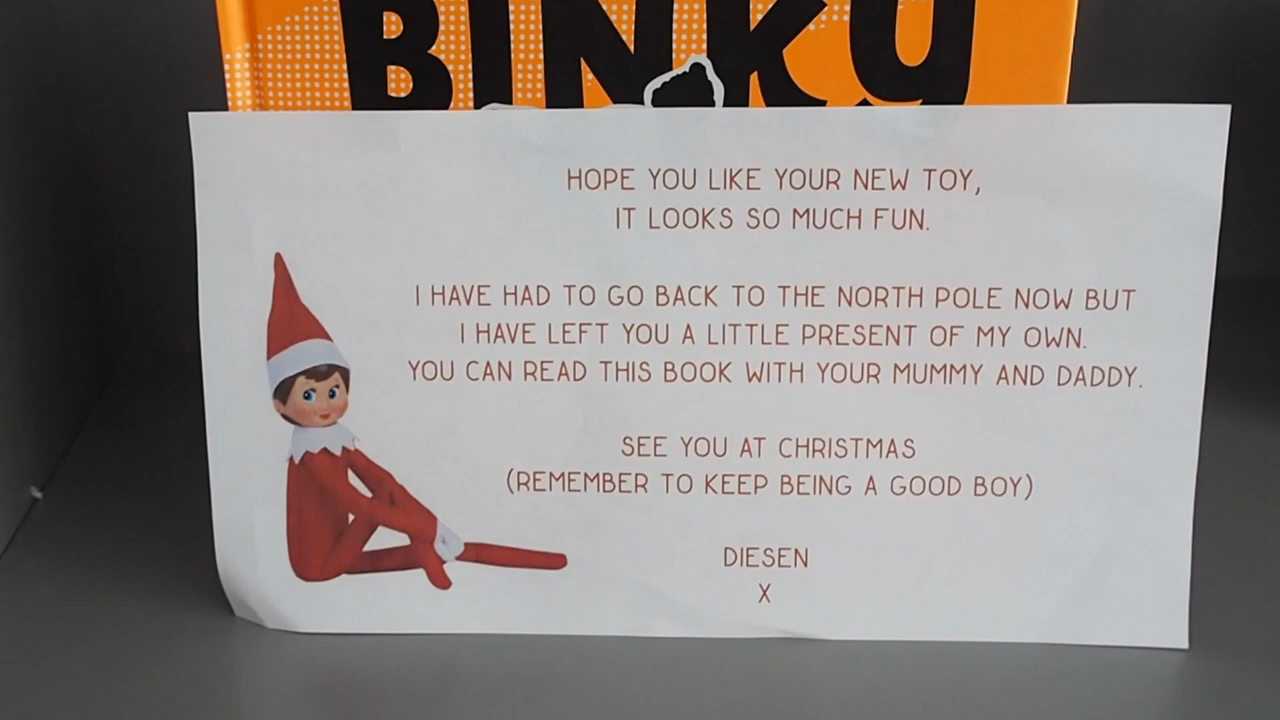 BINKY
HOPE YOU LIKE YOUR NEW TOY,
IT LOOKS SO MUCH FUN.
I HAVE HAD TO GO BACK TO THE NORTH POLE NOW BUT
I HAVE LEFT YOU A LITTLE PRESENT OF MY OWN.
YOU CAN READ THIS BOOK WITH YOUR MUMMY AND DADDY.
SEE YOU AT CHRISTMAS
(REMEMBER TO KEEP BEING A GOOD BOY)
DIESEN
X